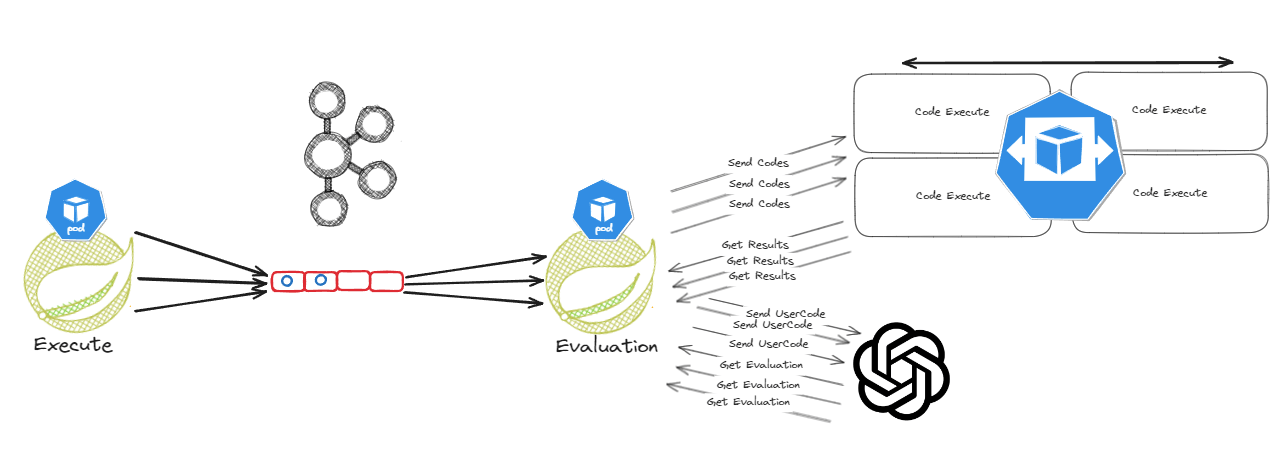 pod
Execute
pod
Evaluation
Send Codes
Send Codes
Send Codes
Get Results
Get Results
Get Results
Send UserCode
Send UserCode
Send UserCode
Get Evaluation
Get Evaluation
Get Evaluation
Code Execute
Code Execute
Code Execute
Code Execute